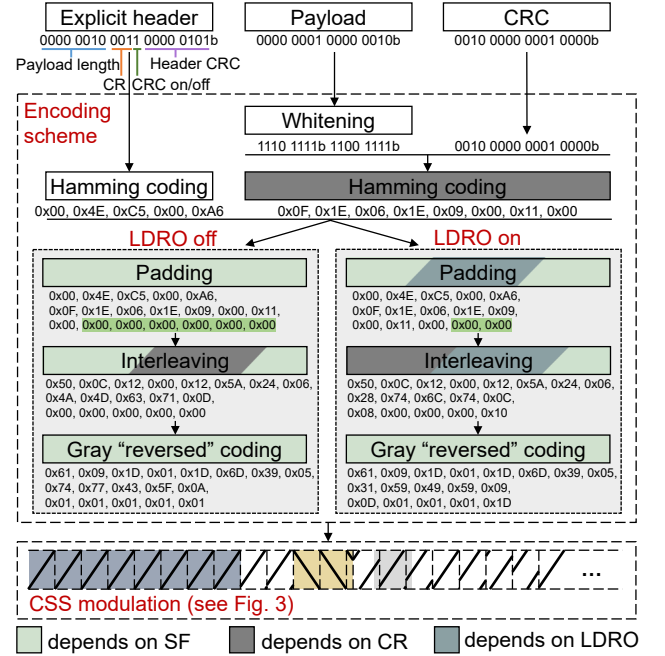 Explicit header Payload CRC
0000 0010 0011 0000 0101b 0000 0001 0000 0010b 0010 0000 0001 0000b
Payload length Header CRC
CR CRC on/off
Encoding
scheme
Whitening
1110 1111b 1100 1111b 0010 0000 0001 0000b
Hamming coding Hamming coding
0x00, 0x4E, 0xC5, 0x00, 0xA6 0x0F, 0x1E, 0x06, 0x1E, 0x09, 0x00, 0x11, 0x00
LDRO off LDRO on
Padding
0x00, 0x4E, 0xC5, 0x00, 0xA6,
0x0F, 0x1E, 0x06, 0x1E, 0x09, 0x00, 0x11,
0x00, 0x00, 0x00, 0x00, 0x00, 0x00, 0x00
Interleaving
0x50, 0x0C, 0x12, 0x00, 0x12, 0x5A, 0x24, 0x06,
0x4A, 0x4D, 0x63, 0x71, 0x0D,
0x00, 0x00, 0x00, 0x00, 0x00
Gray “reversed” coding
0x61, 0x09, 0x1D, 0x01, 0x1D, 0x6D, 0x39, 0x05,
0x74, 0x77, 0x43, 0x5F, 0x0A,
0x01, 0x01, 0x01, 0x01, 0x01
Padding
0x00, 0x4E, 0xC5, 0x00, 0xA6,
0x0F, 0x1E, 0x06, 0x1E, 0x09,
0x00, 0x11, 0x00, 0x00, 0x00
Interleaving
0x50, 0x0C, 0x12, 0x00, 0x12, 0x5A, 0x24, 0x06,
0x28, 0x74, 0x6C, 0x74, 0x0C,
0x08, 0x00, 0x00, 0x00, 0x10
Gray “reversed” coding
0x61, 0x09, 0x1D, 0x01, 0x1D, 0x6D, 0x39, 0x05,
0x31, 0x59, 0x49, 0x59, 0x09,
0x0D, 0x01, 0x01, 0x01, 0x1D
...
CSS modulation (see Fig. 3)
depends on SF depends on CR depends on LDRO